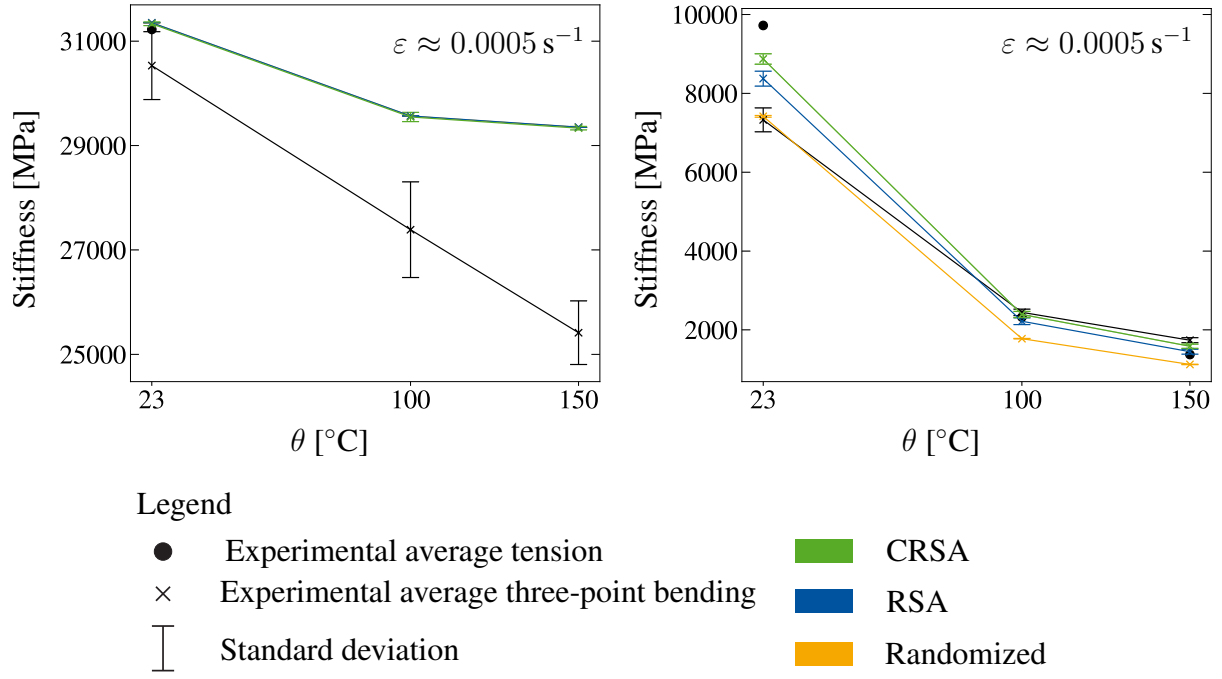 31000
29000
27000
25000
Stiffness [MPa]
ε ≈ 0.0005 s⁻¹
23
100
150
θ [°C]
10000
8000
6000
4000
2000
Stiffness [MPa]
ε ≈ 0.0005 s⁻¹
23
100
150
θ [°C]
Legend
Experimental average tension
Experimental average three-point bending
Standard deviation
CRSA
RSA
Randomized